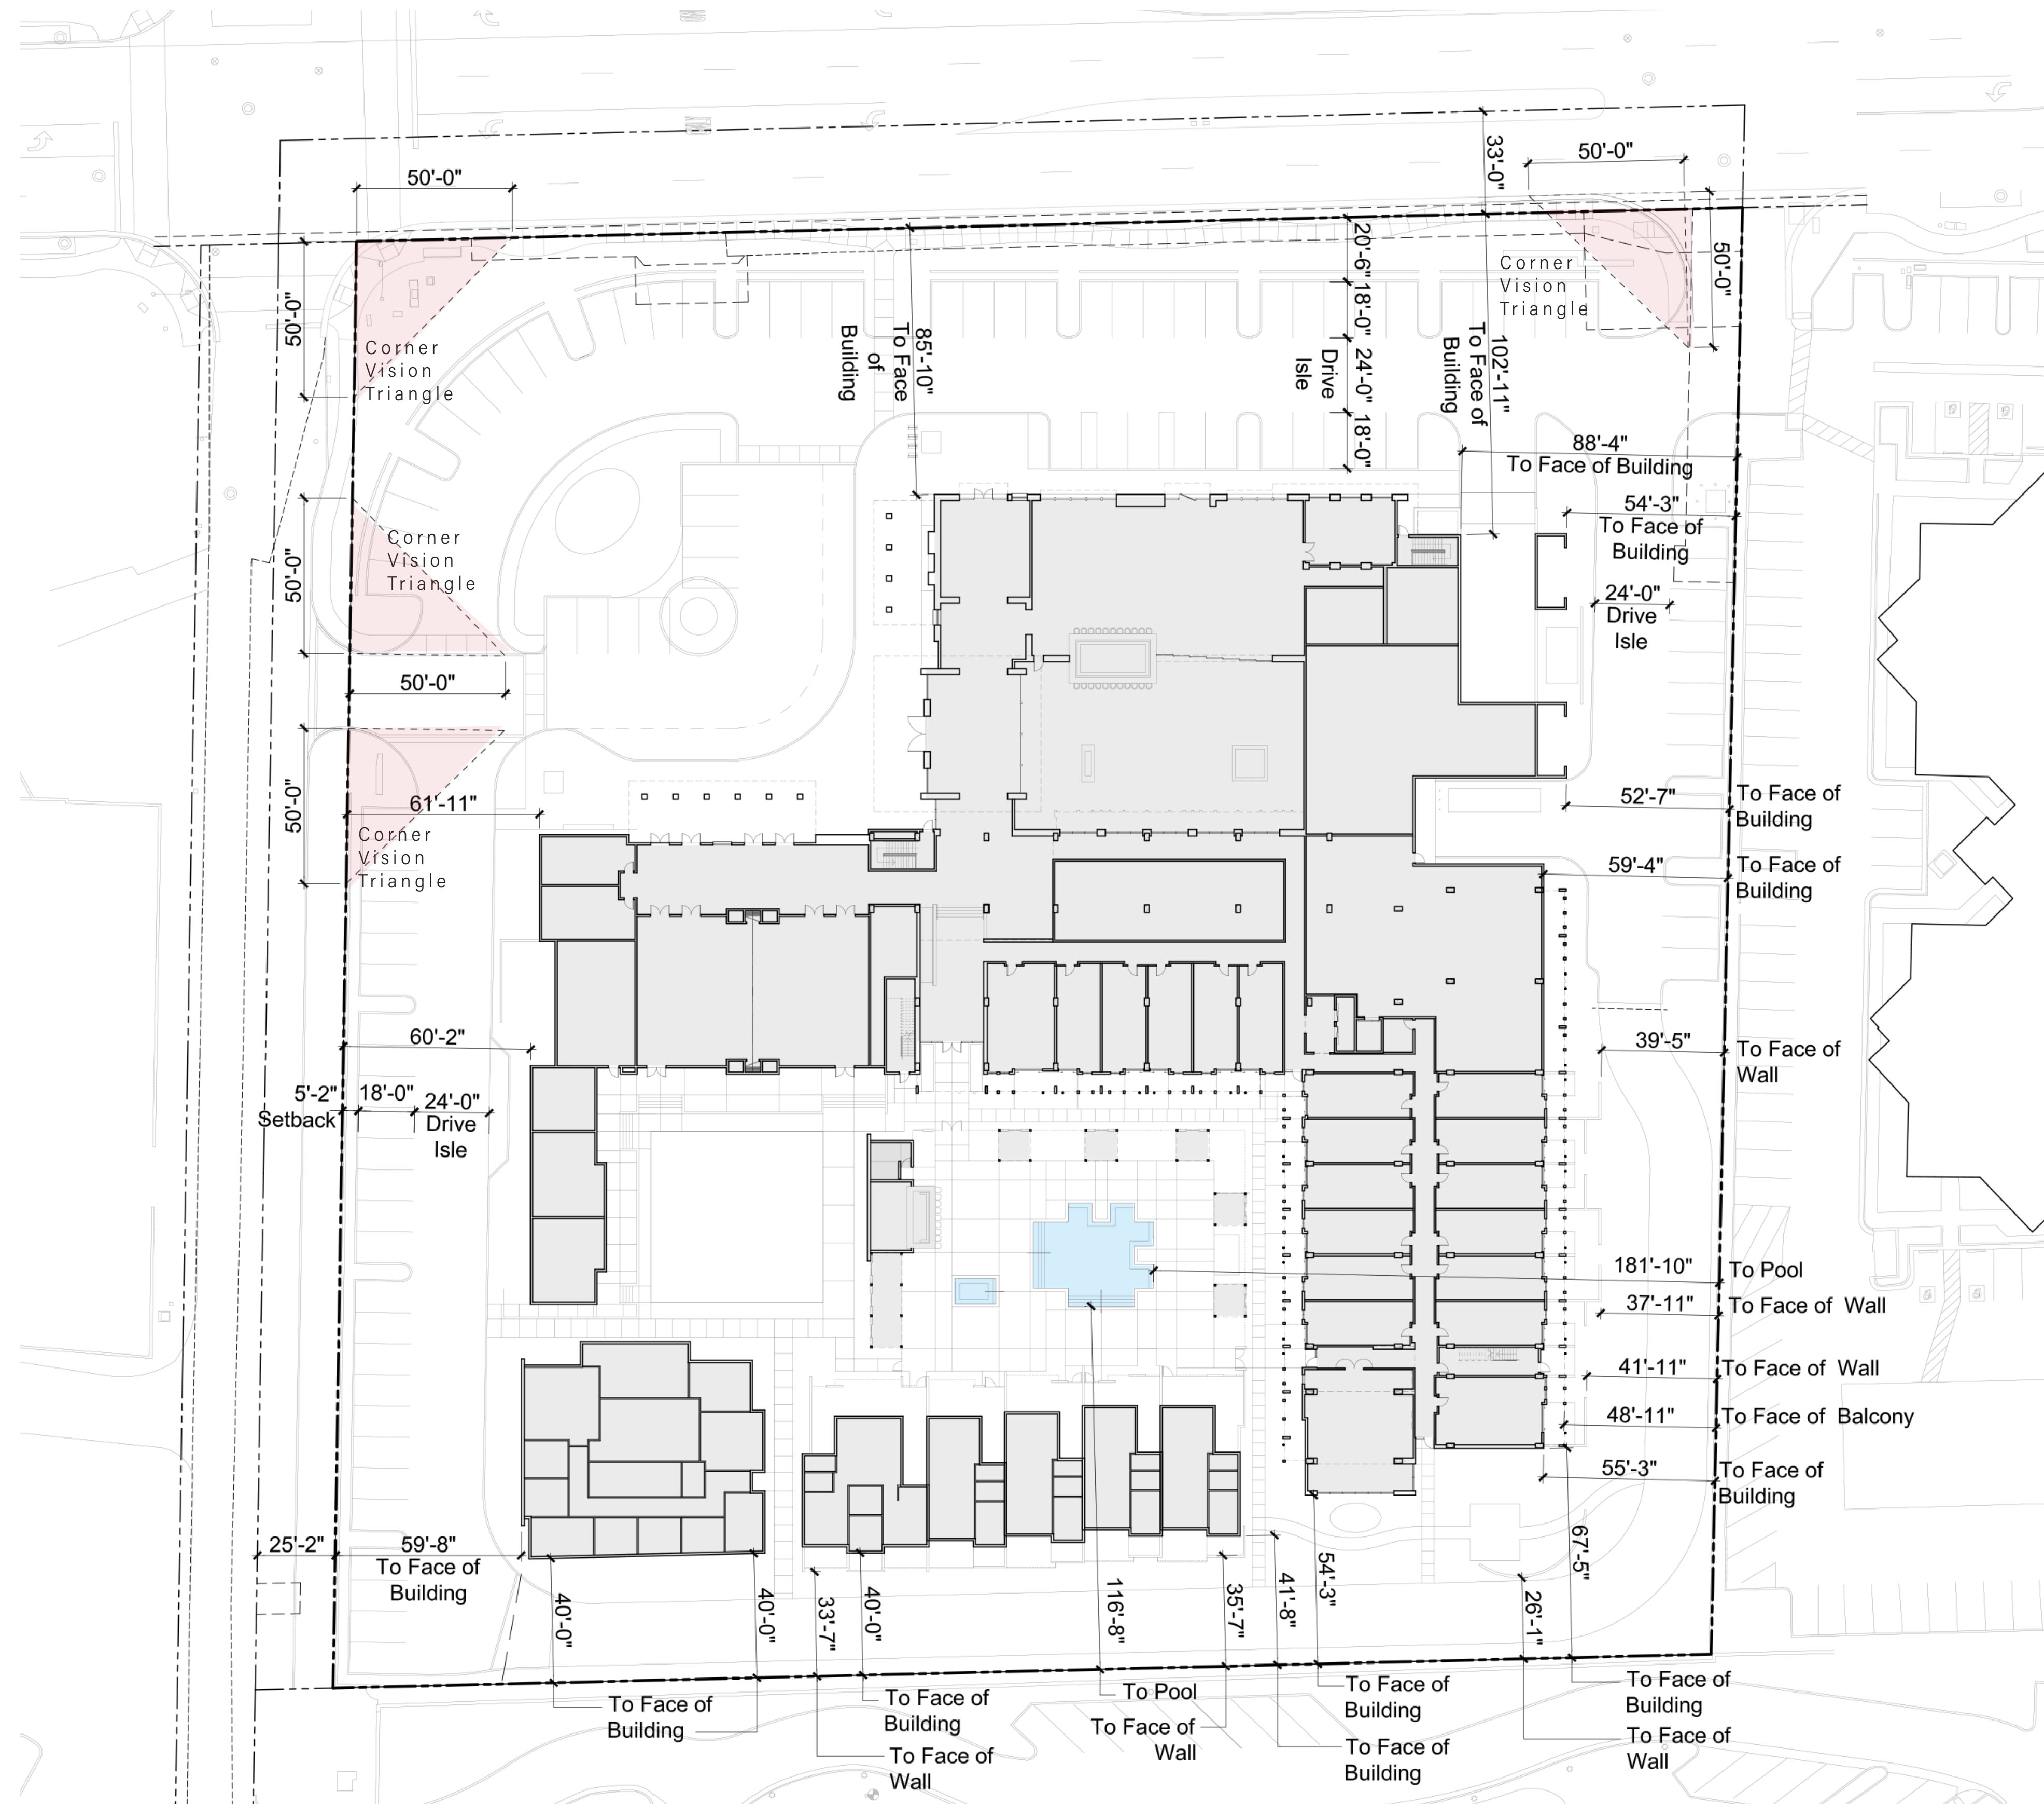 50'-0"
50'-0"
33'-0"
50'-0"
50'-0"
Corner
Vision
Triangle
Corner
Vision
Triangle
85'-10"
To Face
of
Building
20'-6"
18'-0"
24'-0"
Drive
Isle
18'-0"
102'-11"
To Face of
Building
88'-4"
To Face of Building
54'-3"
To Face of
Building
50'-0"
Corner
Vision
Triangle
24'-0"
Drive
Isle
50'-0"
50'-0"
61'-11"
Corner
Vision
Triangle
52'-7"
To Face of
Building
59'-4"
To Face of
Building
60'-2"
39'-5"
To Face of
Wall
5'-2"
Setback
18'-0"
24'-0"
Drive
Isle
181'-10"
To Pool
37'-11"
To Face of Wall
41'-11"
To Face of Wall
48'-11"
To Face of Balcony
55'-3"
To Face of
Building
25'-2"
59'-8"
To Face of
Building
40'-0"
40'-0"
33'-7"
40'-0"
116'-8"
35'-7"
41'-8"
54'-3"
26'-1"
67'-5"
To Face of
Building
To Face of
Building
To Face of
Wall
To Pool
To Face of
Wall
To Face of
Building
To Face of
Building
To Face of
Building
To Face of
Wall